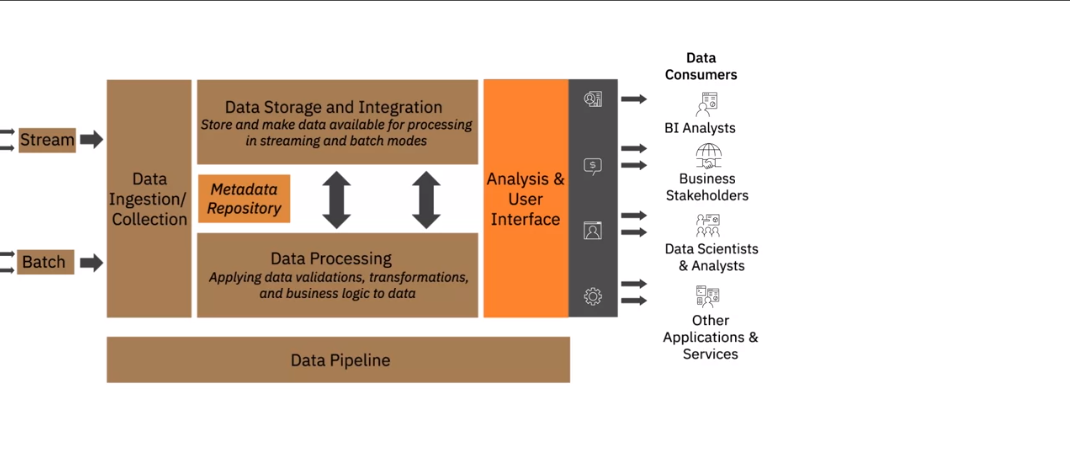 Stream
Batch
Data
Ingestion/
Collection
Data Storage and Integration
Store and make data available for processing
in streaming and batch modes
Metadata
Repository
Data Processing
Applying data validations, transformations,
and business logic to data
Analysis &
User
Interface
Data Pipeline
Data
Consumers
BI Analysts
Business
Stakeholders
Data Scientists
& Analysts
Other
Applications &
Services